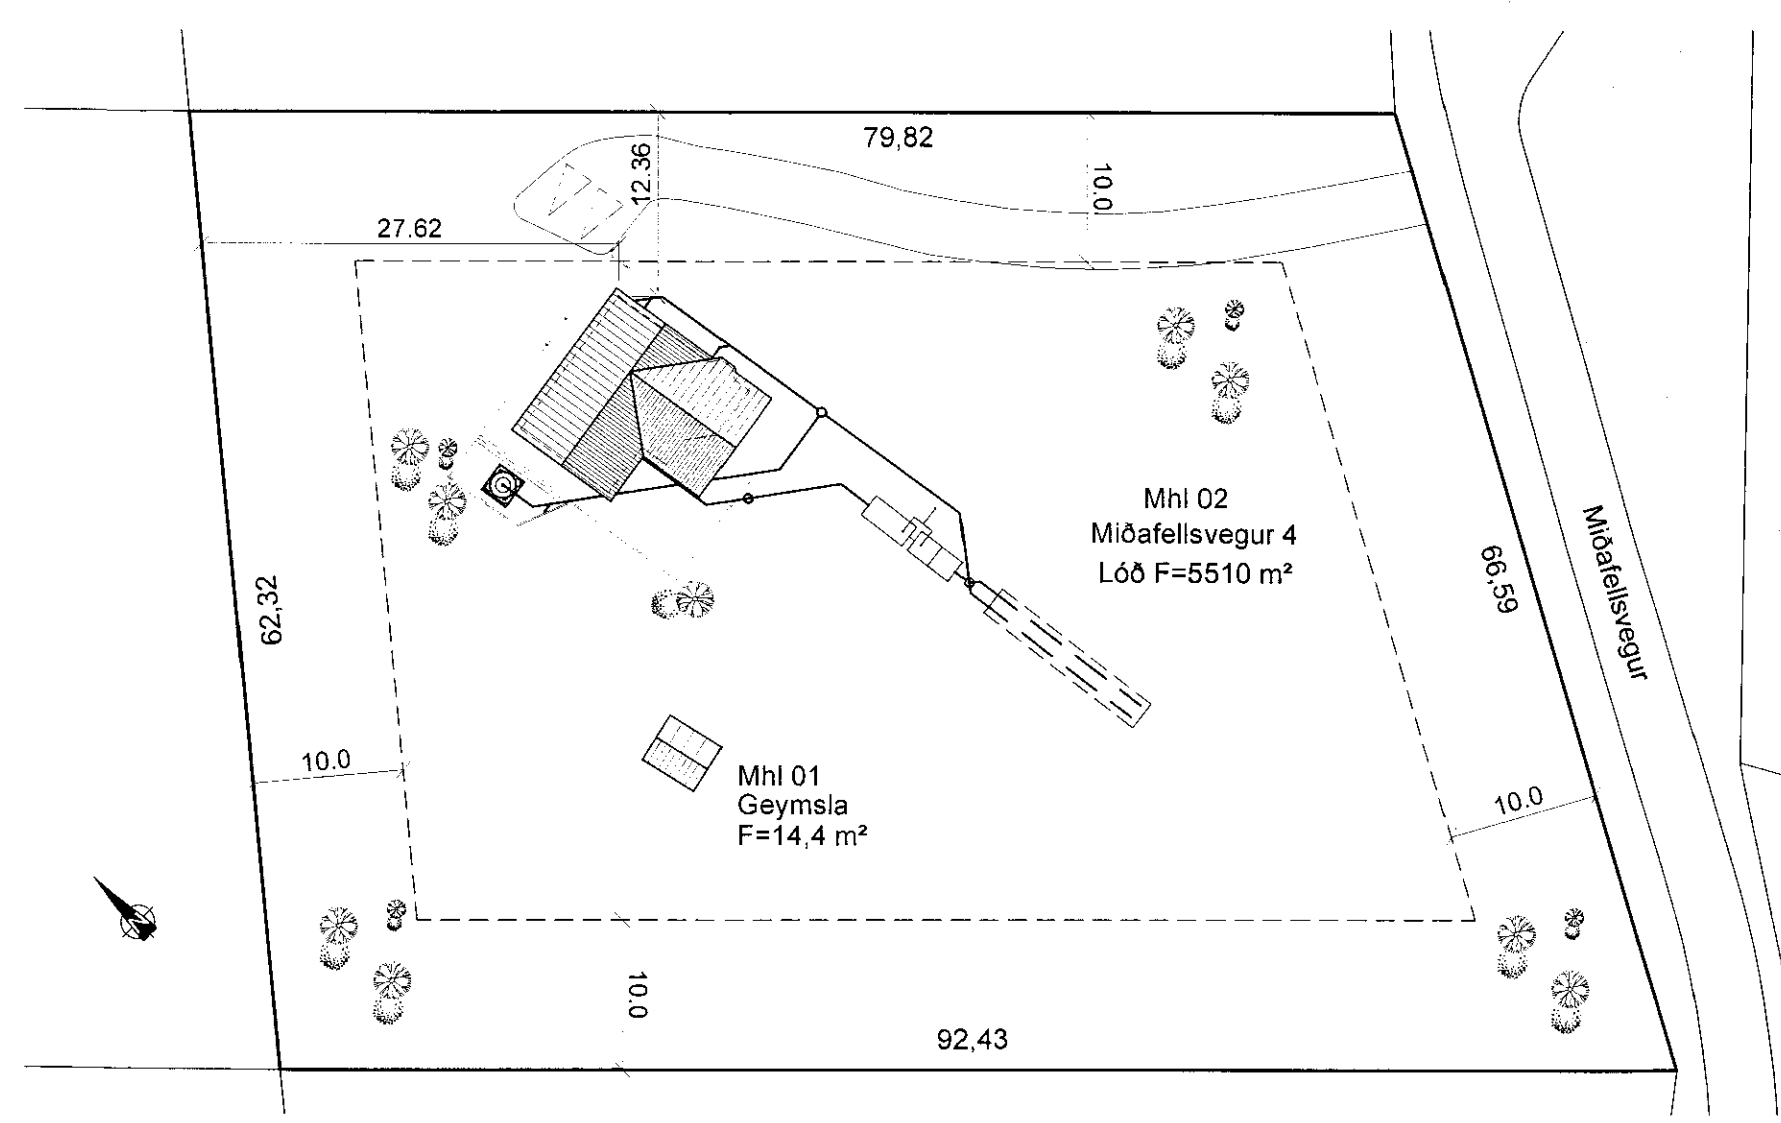 79,82
12.36
10.0
27.62
Mhl 02
Miðafellsvegur 4
Lóð F=5510 m²
62,32
66,59
Miðafellsvegur
10.0
Mhl 01
Geymsla
F=14,4 m²
10.0
10.0
92,43